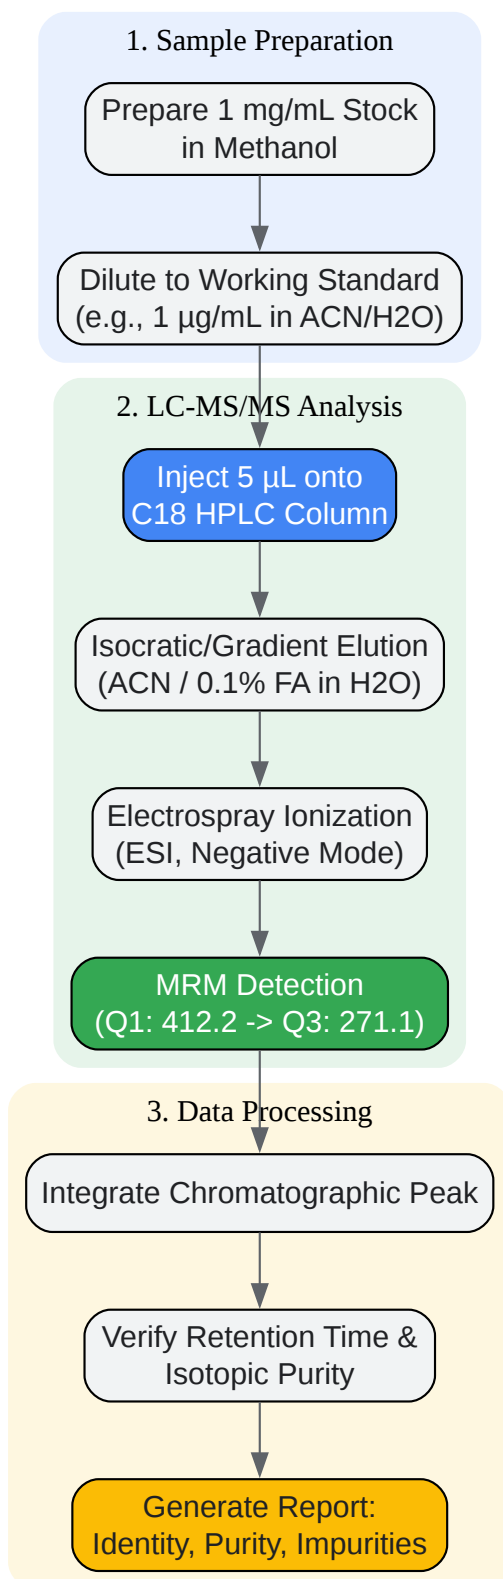 1. Sample Preparation
Prepare 1 mg/mL Stock
in Methanol
Dilute to Working Standard
(e.g., 1 µg/mL in ACN/H2O)
2. LC-MS/MS Analysis
Inject 5 µL onto
C18 HPLC Column
Isocratic/Gradient Elution
(ACN / 0.1% FA in H2O)
Electrospray Ionization
(ESI, Negative Mode)
MRM Detection
(Q1: 412.2 -> Q3: 271.1)
3. Data Processing
Integrate Chromatographic Peak
Verify Retention Time &
Isotopic Purity
Generate Report:
Identity, Purity, Impurities